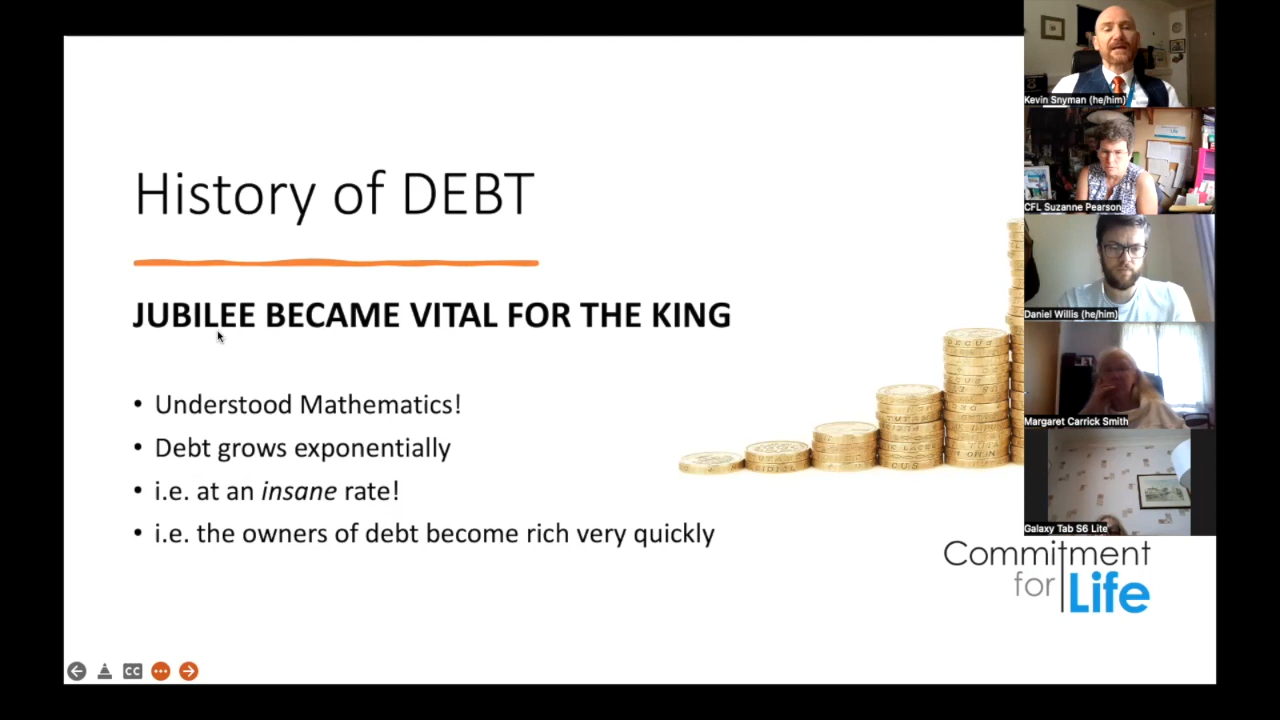 History of DEBT
JUBILEE BECAME VITAL FOR THE KING
• Understood Mathematics!
• Debt grows exponentially
• i.e. at an insane rate!
• i.e. the owners of debt become rich very quickly
Kevin Snyman (he/him)
CFL Suzanne Pearson
Daniel Willis (he/him)
Margaret Carrick Smith
Galaxy Tab S6 Lite
Commitment
for Life
CC